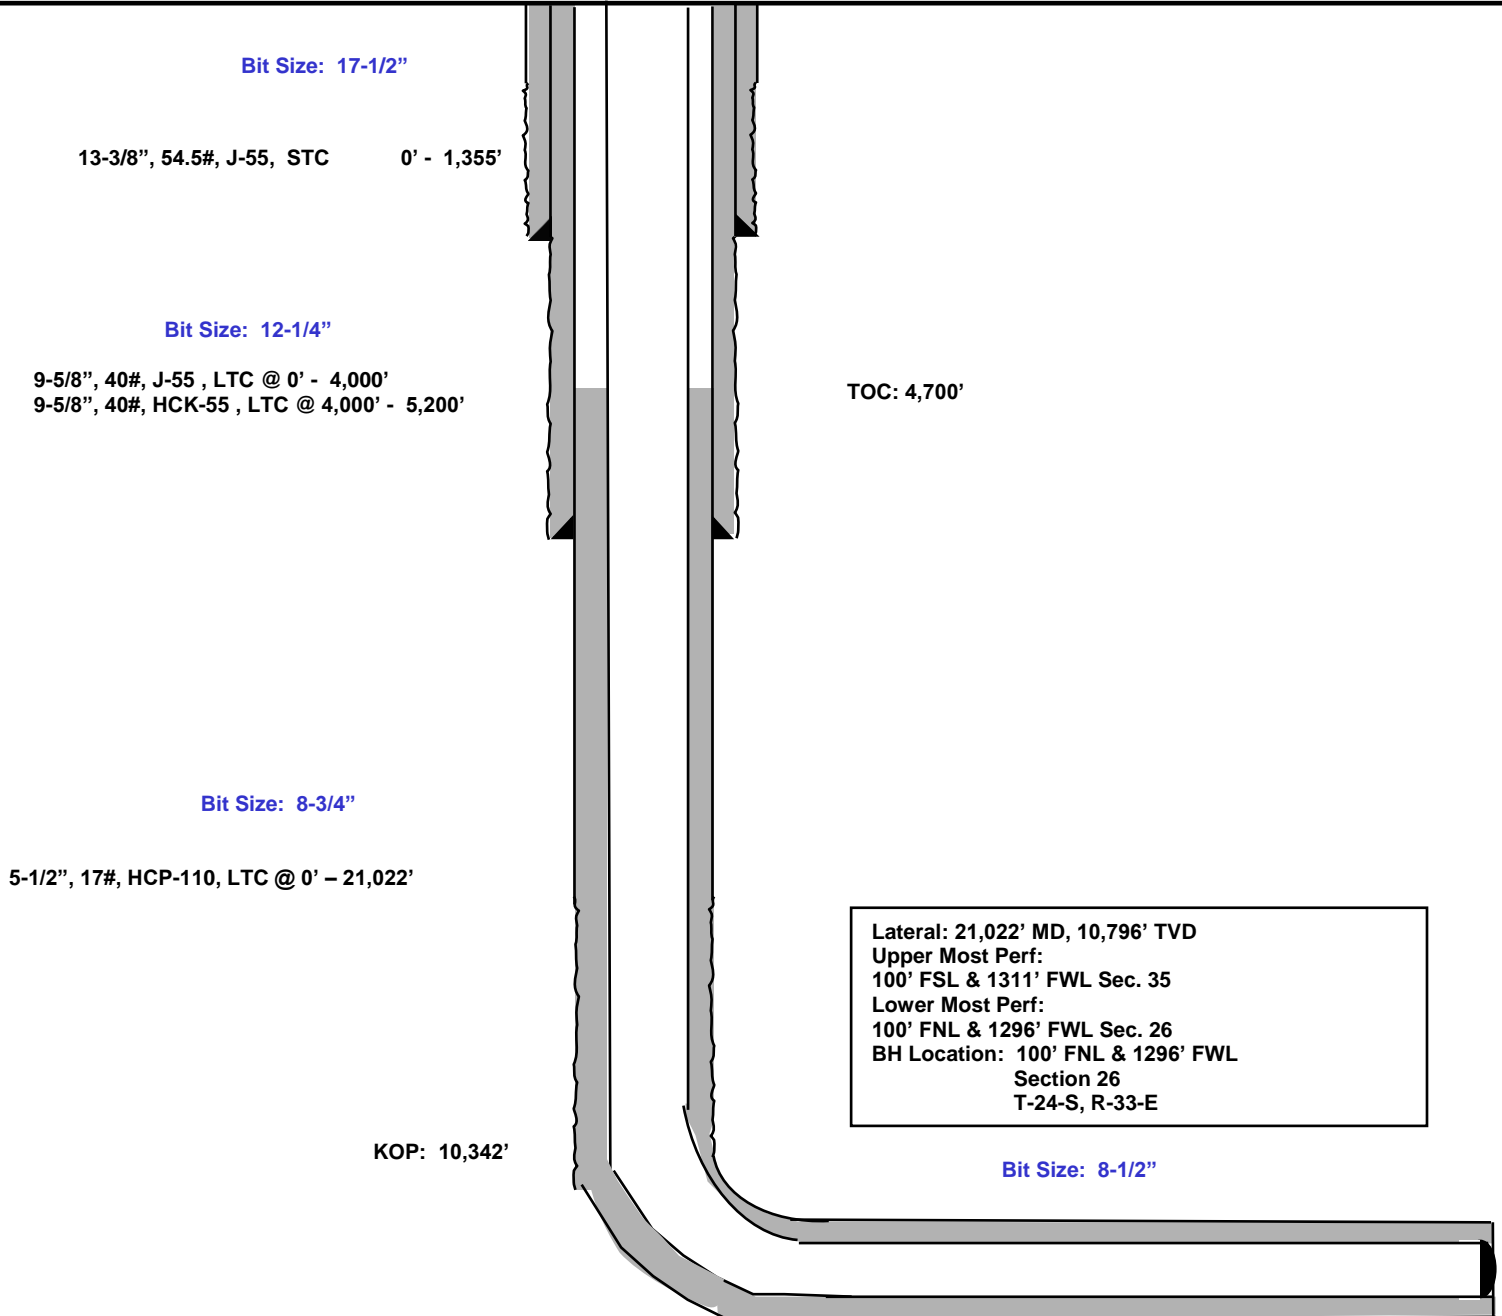 Bit Size: 17-1/2”
13-3/8”, 54.5#, J-55, STC 0’ - 1,355’
Bit Size: 12-1/4”
9-5/8”, 40#, J-55 , LTC @ 0’ - 4,000’
9-5/8”, 40#, HCK-55 , LTC @ 4,000’ - 5,200’
TOC: 4,700’
Bit Size: 8-3/4”
5-1/2”, 17#, HCP-110, LTC @ 0’ – 21,022’
Lateral: 21,022’ MD, 10,796’ TVD
Upper Most Perf:
100’ FSL & 1311’ FWL Sec. 35
Lower Most Perf:
100’ FNL & 1296’ FWL Sec. 26
BH Location: 100’ FNL & 1296’ FWL
Section 26
T-24-S, R-33-E
KOP: 10,342’
Bit Size: 8-1/2”